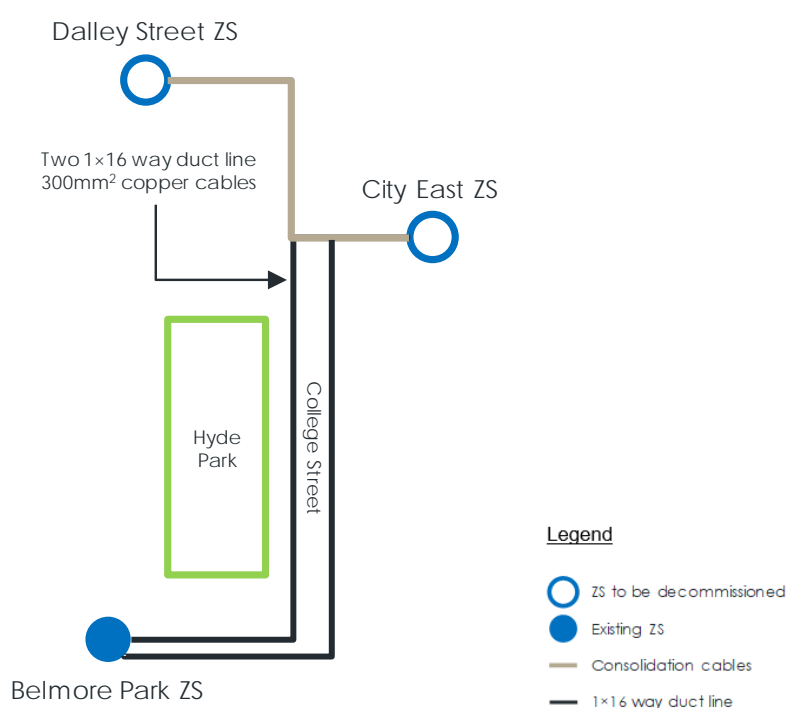 Dalley Street ZS
Two 1×16 way duct line
300mm² copper cables
City East ZS
College Street
Hyde
Park
Belmore Park ZS
Legend
ZS to be decommissioned
Existing ZS
Consolidation cables
1×16 way duct line